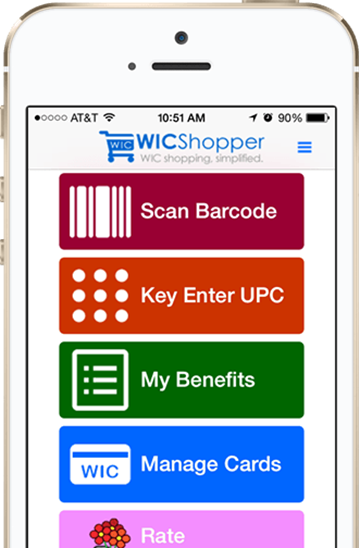 AT&T 10:51 AM 90%
WIC WICShopper
WIC shopping, simplified.
Scan Barcode
Key Enter UPC
My Benefits
WIC Manage Cards
Rate